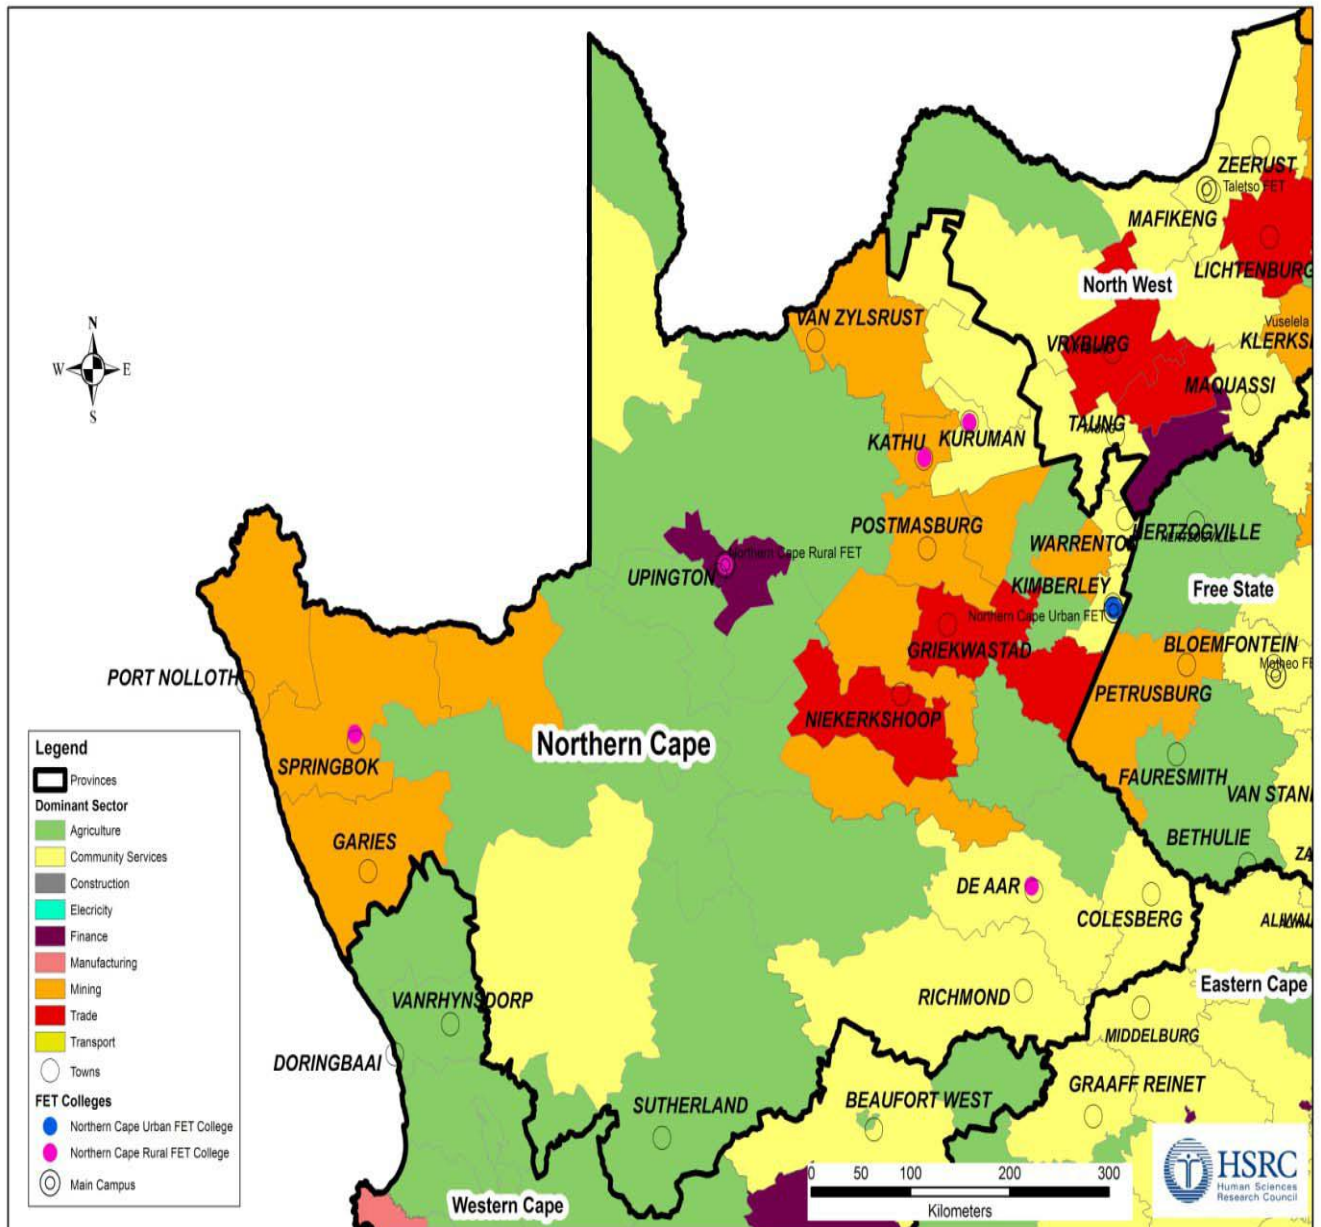 ZEERUST
Taletso FET
MAFIKENG
LICHTENBURG
North West
VAN ZYLSRUST
Vuselela
VRYBURG
KLERKS
MAQUASSI
TAUNG
KATHU
KURUMAN
N
W
E
S
POSTMASBURG
WARRENTON
HERTZOGVILLE
HERTZOGVILLE
Northern Cape Rural FET
UPINGTON
KIMBERLEY
Free State
Northern Cape Urban FET
GRIEKWASTAD
BLOEMFONTEIN
Motheo FE
PORT NOLLOTH
PETRUSBURG
NIEKERKSHOOP
Northern Cape
SPRINGBOK
FAURESMITH
VAN STAN
GARIES
BETHULIE
ZA
DE AAR
COLESBERG
ALIWAL
Eastern Cape
VANRHYNSDORP
RICHMOND
MIDDELBURG
DORINGBAAI
GRAAFF REINET
SUTHERLAND
BEAUFORT WEST
Western Cape
Legend
Provinces
Dominant Sector
Agriculture
Community Services
Construction
Elecricity
Finance
Manufacturing
Mining
Trade
Transport
Towns
FET Colleges
Northern Cape Urban FET College
Northern Cape Rural FET College
Main Campus
0 50 100 200 300
Kilometers
HSRC
Human Sciences
Research Council